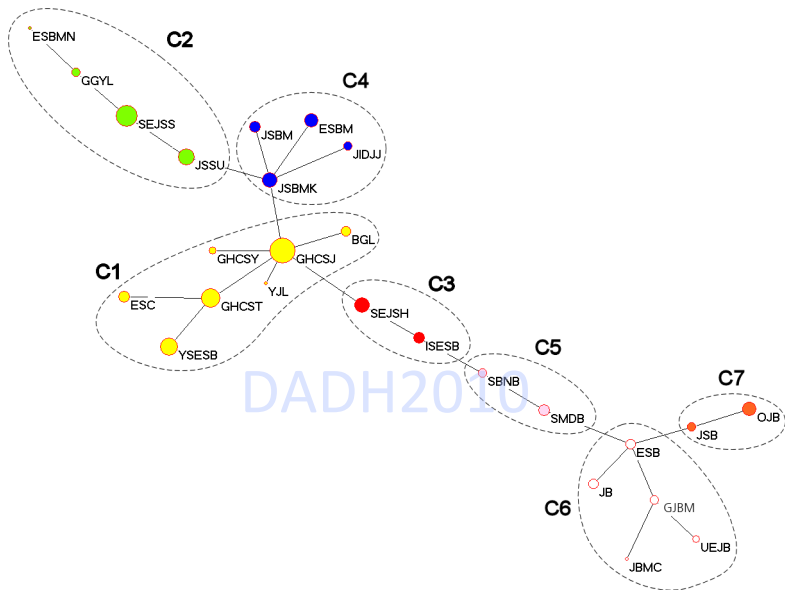 C2
ESBMN
GGYL
SEJSS
JSSU
C4
JSBM
ESBM
JIDJJ
JSBMK
C1
BGL
GHCSY
GHCSJ
YJL
ESC
GHCST
YSESB
C3
SEJSH
ISESB
C5
SBNB
SMDB
DADH2010
C7
OJB
JSB
ESB
C6
JB
GJBM
UEJB
JBMC